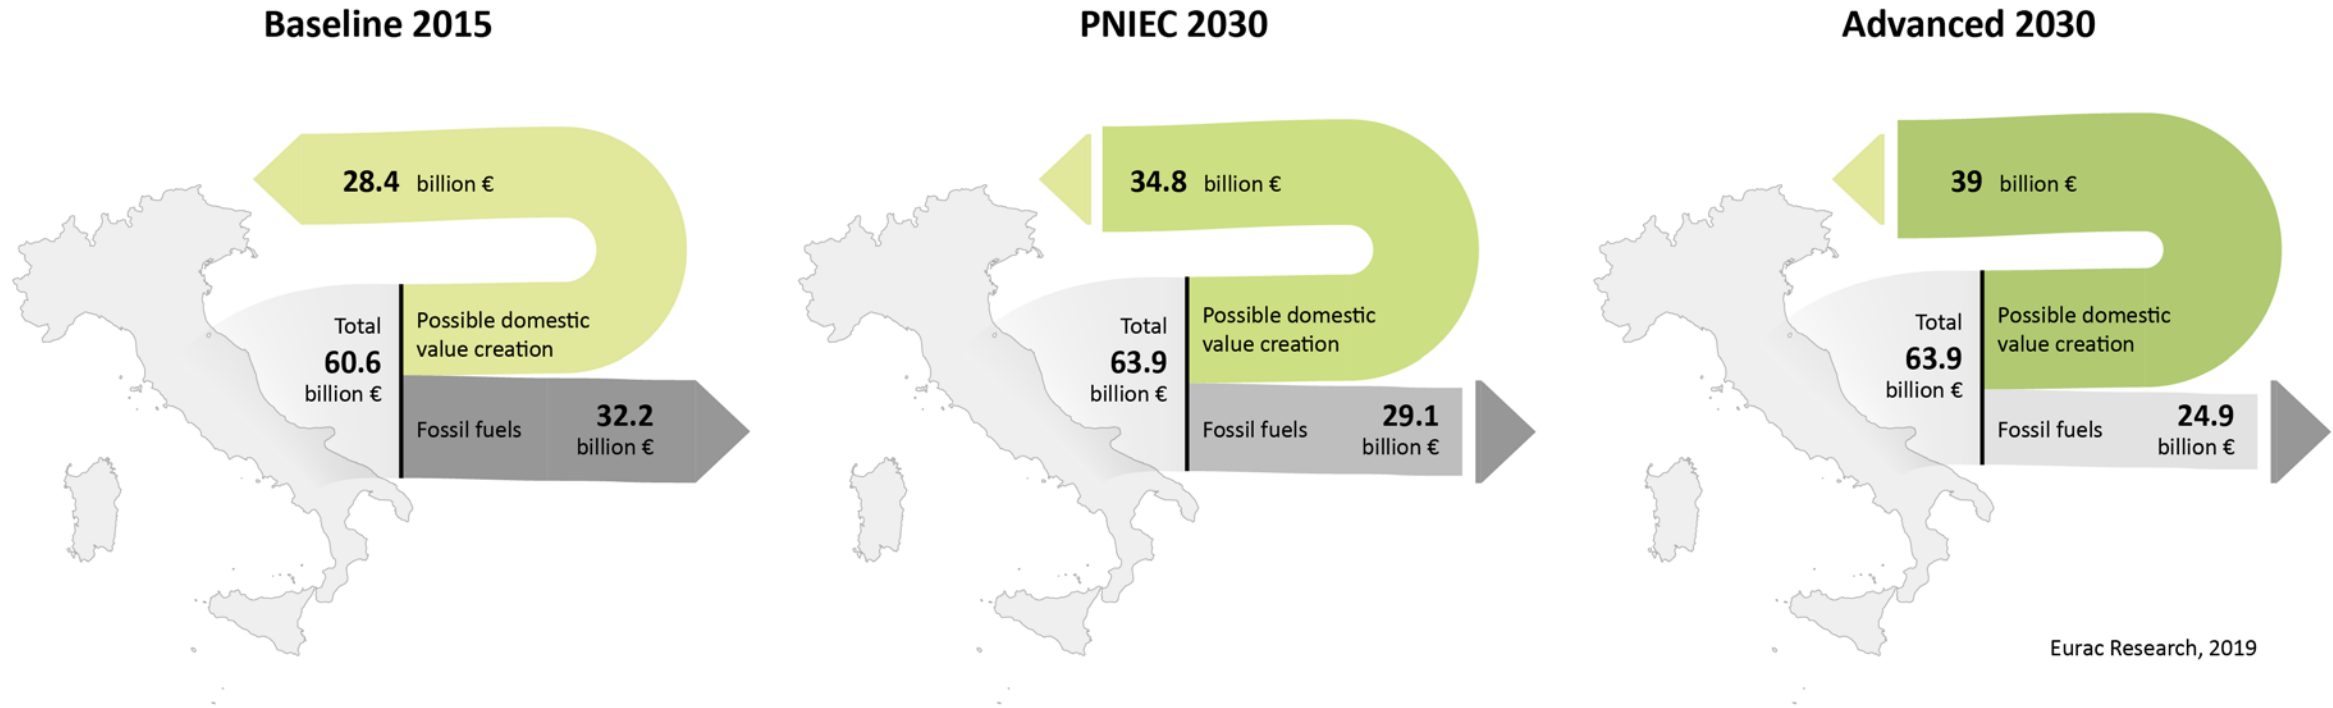 Baseline 2015
28.4 billion €
Total
60.6
billion €
Possible domestic
value creation
Fossil fuels
32.2
billion €
PNIEC 2030
34.8 billion €
Total
63.9
billion €
Possible domestic
value creation
Fossil fuels
29.1
billion €
Advanced 2030
39 billion €
Total
63.9
billion €
Possible domestic
value creation
Fossil fuels
24.9
billion €
Eurac Research, 2019